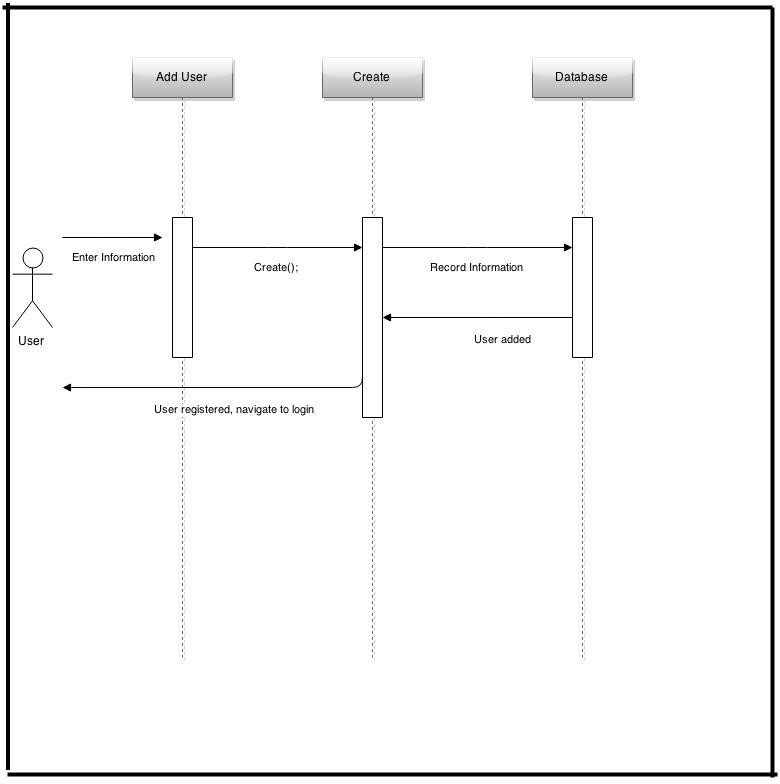 Add User
Create
Database
Enter Information
Create();
Record Information
User
User added
User registered, navigate to login